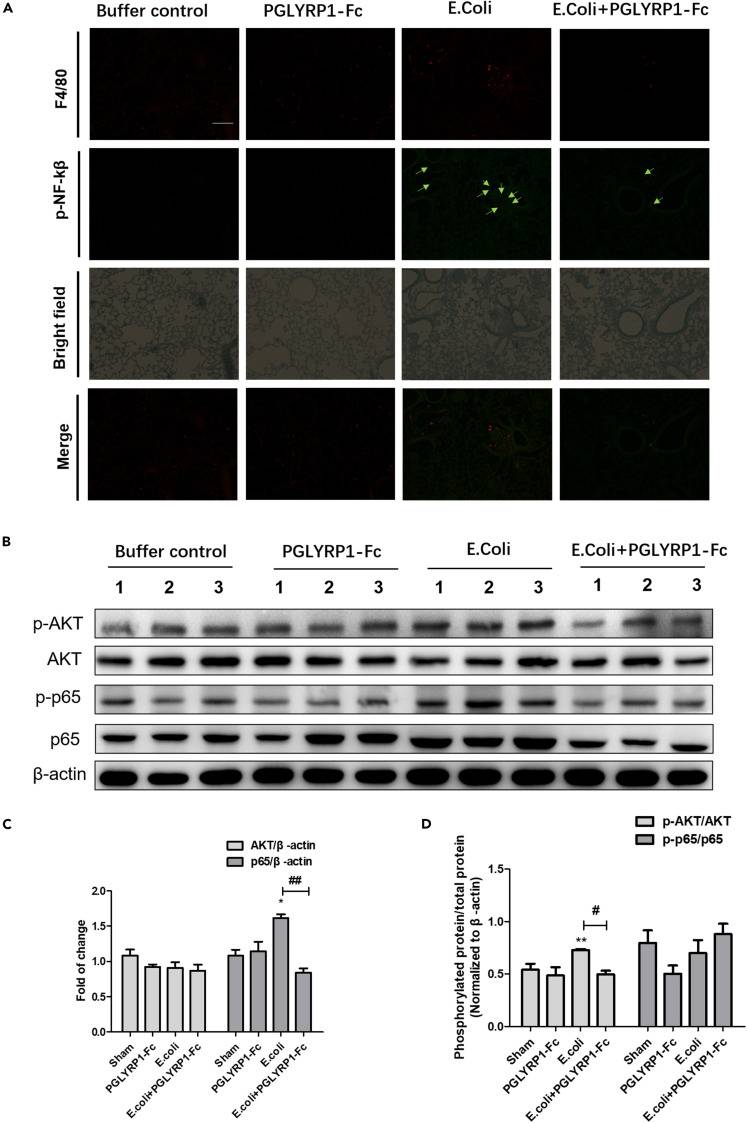 A
Buffer control PGLYRP1-Fc E.Coli E.Coli+PGLYRP1-Fc
F4/80
p-NF-kβ
Bright field
Merge
B
Buffer control PGLYRP1-Fc E.Coli E.Coli+PGLYRP1-Fc
1 2 3 1 2 3 1 2 3 1 2 3
p-AKT
AKT
p-p65
p65
β-actin
C
AKT/β -actin
p65/β -actin
Fold of change
2.0
1.5
1.0
0.5
0.0
* ##
Sham PGLYRP1-Fc E.coli E.coli+PGLYRP1-Fc Sham PGLYRP1-Fc E.coli E.coli+PGLYRP1-Fc
D
p-AKT/AKT
p-p65/p65
Phosphorylated protein/total protein
(Normalized to β -actin)
1.5
1.0
0.5
0.0
** #
Sham PGLYRP1-Fc E.coli E.coli+PGLYRP1-Fc Sham PGLYRP1-Fc E.coli E.coli+PGLYRP1-Fc